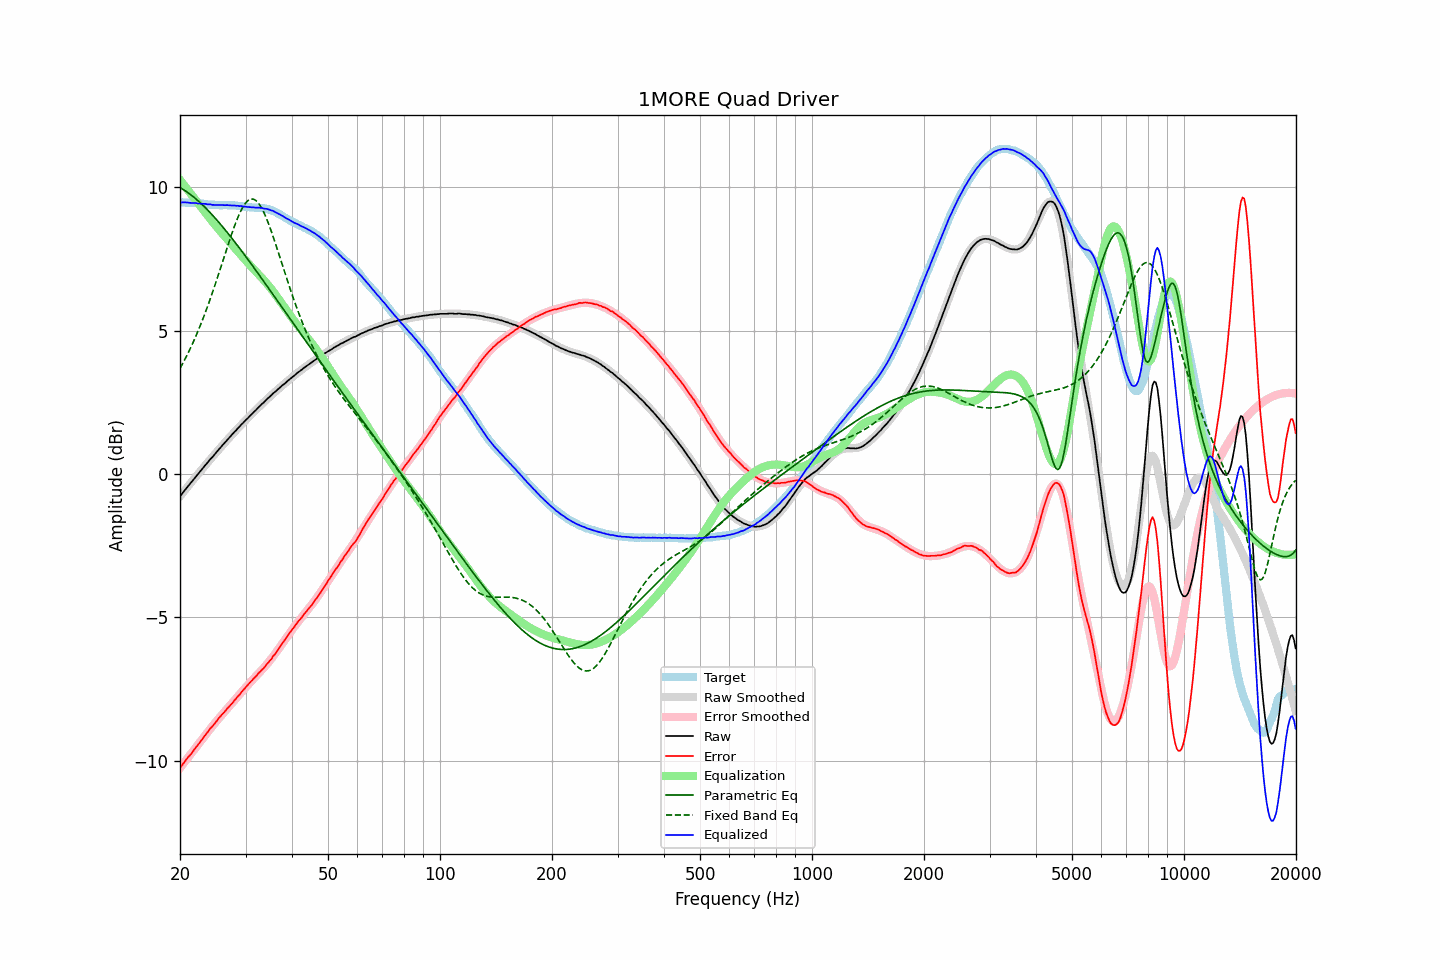 1MORE Quad Driver
Amplitude (dBr)
10
5
0
−5
−10
Target
Raw Smoothed
Error Smoothed
Raw
Error
Equalization
Parametric Eq
Fixed Band Eq
Equalized
20 50 100 200 500 1000 2000 5000 10000 20000
Frequency (Hz)